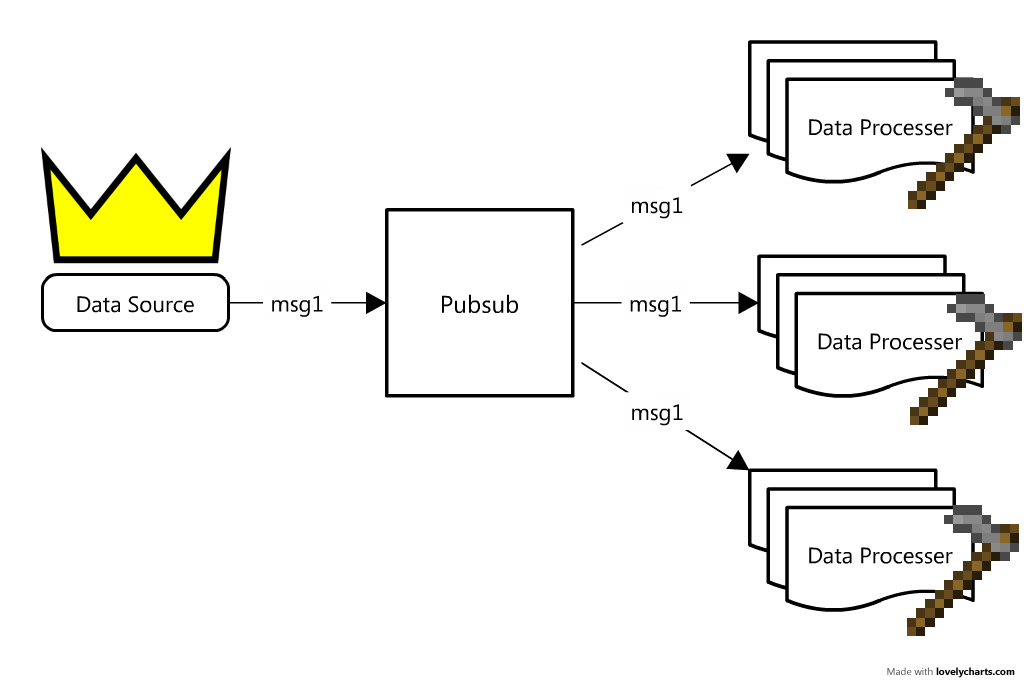 Data Processer
msg1
Data Source
msg1
Pubsub
msg1
Data Processer
msg1
Data Processer
Made with lovelycharts.com